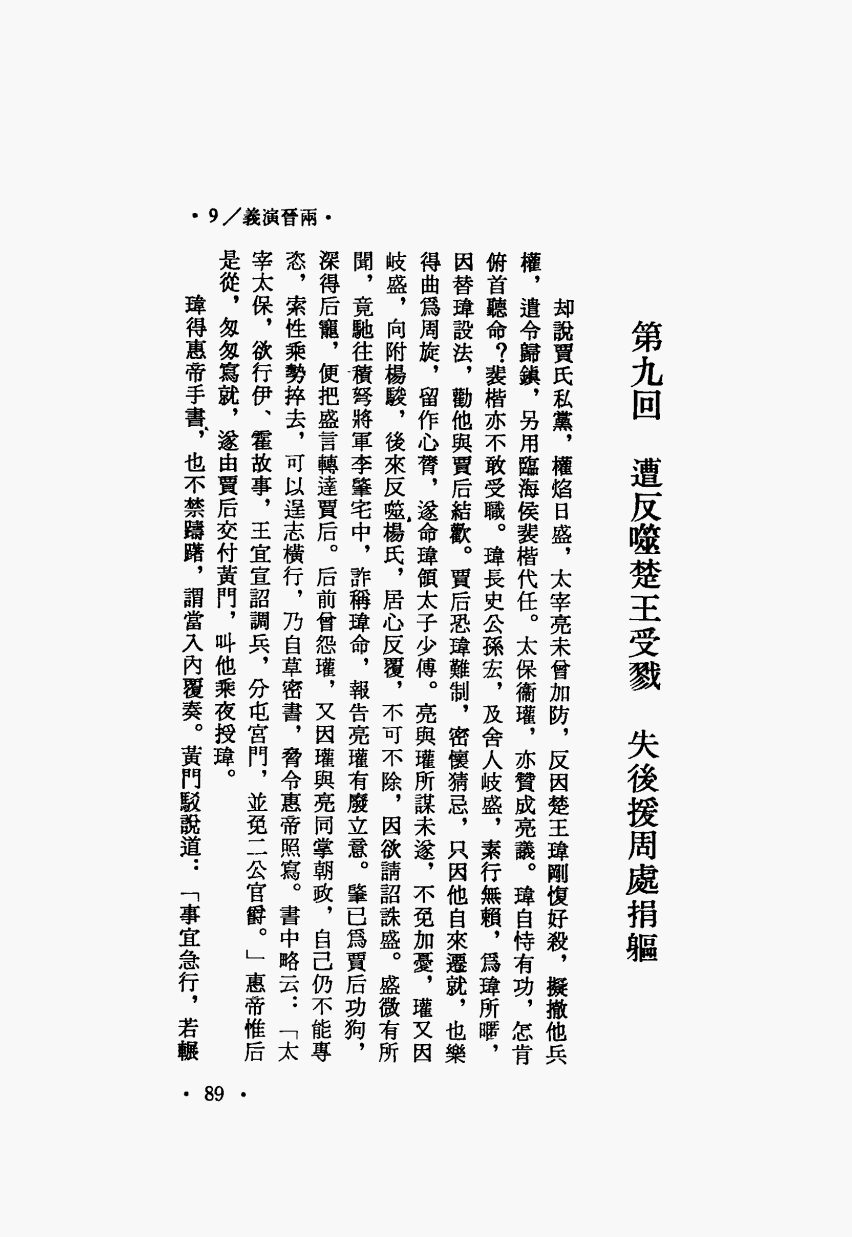 ·9／義演晉兩·
第九回　遭反噬楚王受戮　失後援周處捐軀
却說賈氏私黨，權焰日盛，太宰亮未曾加防，反因楚王瑋剛愎好殺，擬撤他兵
權，遣令歸鎮，另用臨海侯裴楷代任。太保衞瓘，亦贊成亮議。瑋自恃有功，怎肯
俯首聽命？裴楷亦不敢受職。瑋長史公孫宏，及舍人岐盛，素行無賴，爲瑋所暱，
因替瑋設法，勸他與賈后結歡。賈后恐瑋難制，密懷猜忌，只因他自來遷就，也樂
得曲爲周旋，留作心膂，遂命瑋領太子少傅。亮與瓘所謀未遂，不免加憂，瓘又因
岐盛，向附楊駿，後來反噬楊氏，居心反覆，不可不除，因欲請詔誅盛。盛微有所
聞，竟馳往積弩將軍李肇宅中，詐稱瑋命，報告亮瓘有廢立意。肇已爲賈后功狗，
深得后寵，便把盛言轉達賈后。后前曾怨瓘，又因瓘與亮同掌朝政，自己仍不能專
恣，索性乘勢捽去，可以逞志橫行，乃自草密書，脅令惠帝照寫。書中略云：「太
宰太保，欲行伊、霍故事，王宜宣詔調兵，分屯宮門，並免二公官爵。」惠帝惟后
是從，匆匆寫就，遂由賈后交付黃門，叫他乘夜授瑋。
瑋得惠帝手書，也不禁躊躇，謂當入內覆奏。黃門駁說道：「事宜急行，若輾
·89·